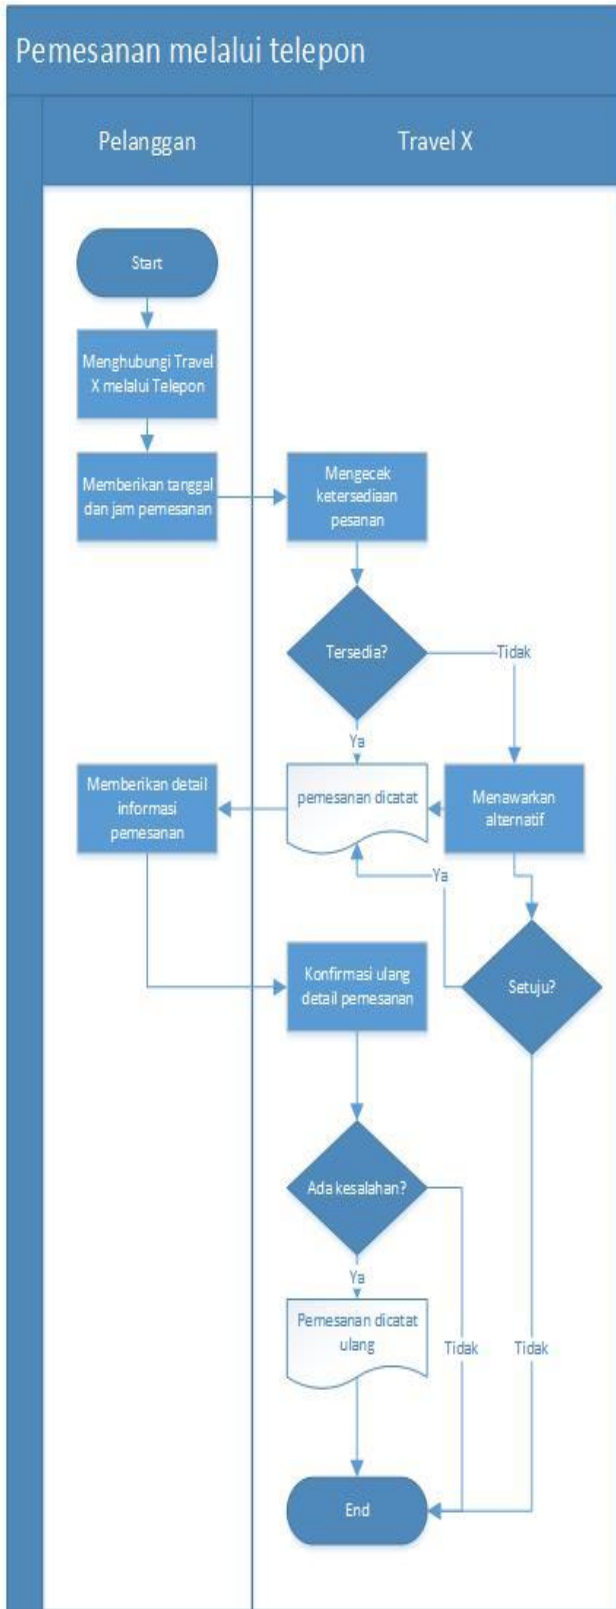 Pemesanan melalui telepon
Pelanggan
Travel X
Start
Menghubungi Travel
X melalui Telepon
Memberikan tanggal
dan jam pemesanan
Mengecek
ketersediaan
pesanan
Tersedia?
Tidak
Ya
Memberikan detail
informasi
pemesanan
pemesanan dicatat
Menawarkan
alternatif
Ya
Konfirmasi ulang
detail pemesanan
Setuju?
Ada kesalahan?
Ya
Pemesanan dicatat
ulang
Tidak
Tidak
End